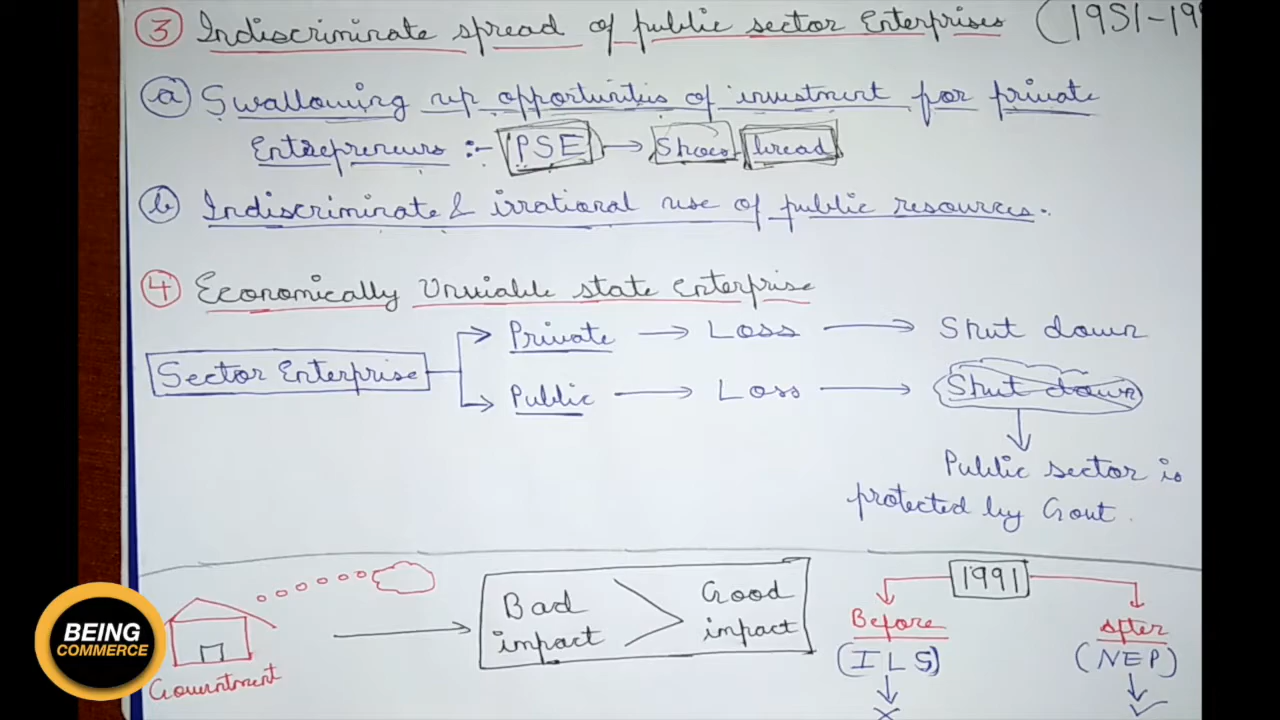 ③ Indiscriminate spread of public sector Enterprises (1951-19
ⓐ Swallowing up opportunities of investment for private
Entrepreneurs :- PSE → Shoes bread
ⓑ Indiscriminate & irrational use of public resources.
④ Economically Unviable state Enterprise
Sector Enterprise
Private → Loss → Shut down
Public → Loss → Shut down
Public sector is
protected by Gout.
Government
Bad impact > Good impact
1991
Before
(ILS)
✗
After
(NEP)
✓
BEING
COMMERCE